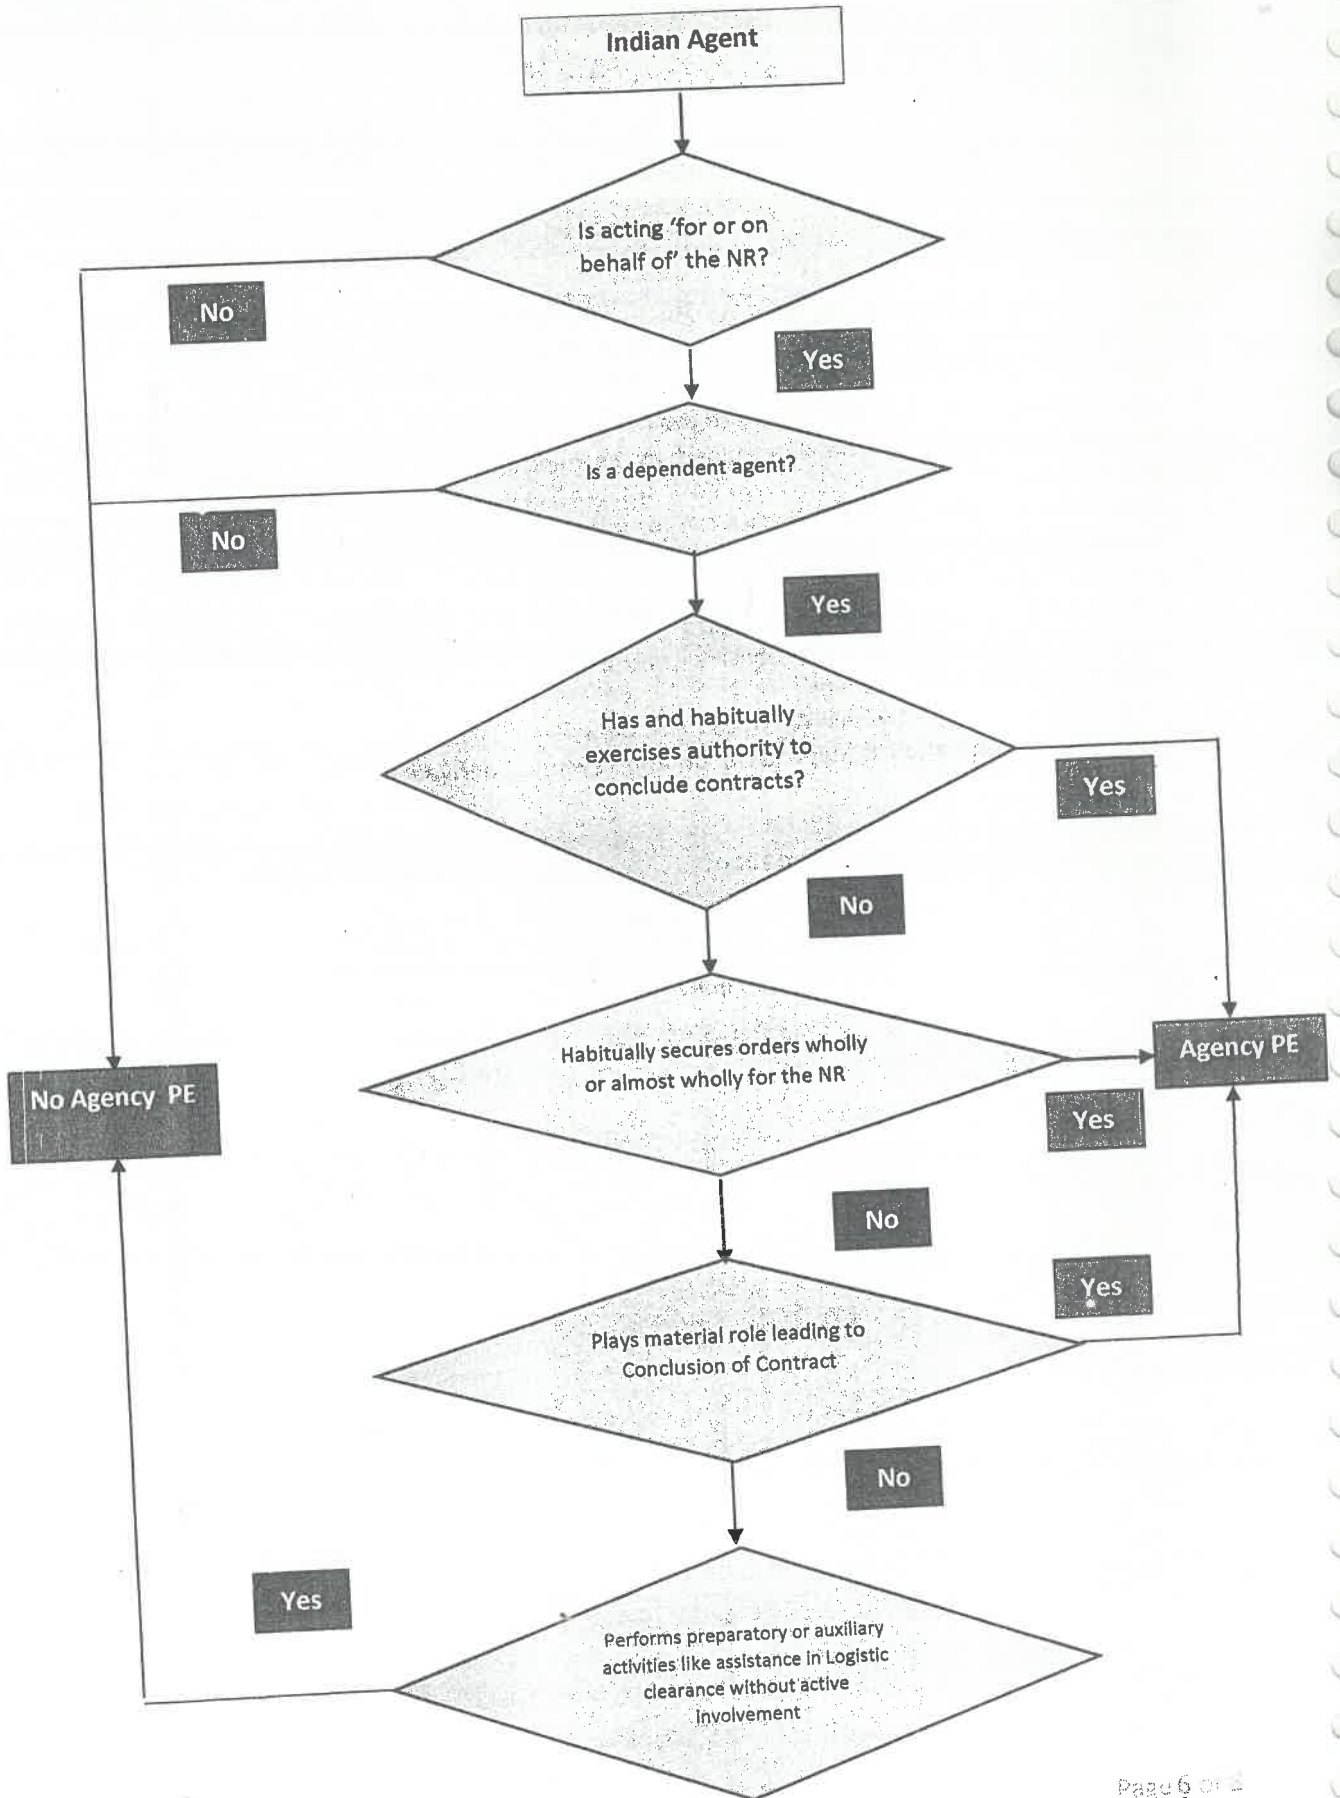 Indian Agent
Is acting 'for or on
behalf of' the NR?
No
Yes
Is a dependent agent?
No
Yes
Has and habitually
exercises authority to
conclude contracts?
Yes
No
Habitually secures orders wholly
or almost wholly for the NR
Agency PE
No Agency PE
Yes
No
Yes
Plays material role leading to
Conclusion of Contract
No
Yes
Performs preparatory or auxiliary
activities like assistance in Logistic
clearance without active
involvement
Page 6 of